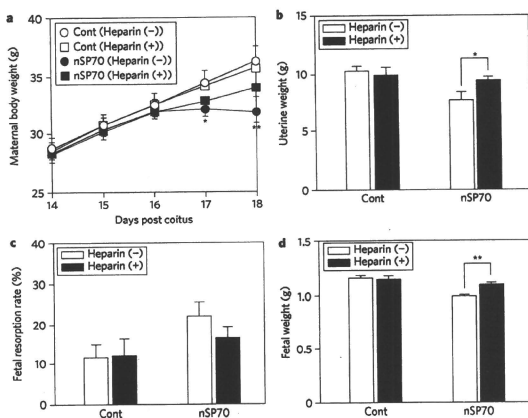 a
Cont (Heparin (−))
Cont (Heparin (+))
nSP70 (Heparin (−))
nSP70 (Heparin (+))
Maternal body weight (g)
40
35
30
25
*
**
14 15 16 17 18
Days post coitus
b
Heparin (−)
Heparin (+)
Uterine weight (g)
15
10
5
0
*
Cont nSP70
c
Heparin (−)
Heparin (+)
Fetal resorption rate (%)
40
30
20
10
0
Cont nSP70
d
Heparin (−)
Heparin (+)
Fetal weight (g)
1.5
1.0
0.5
0
**
Cont nSP70